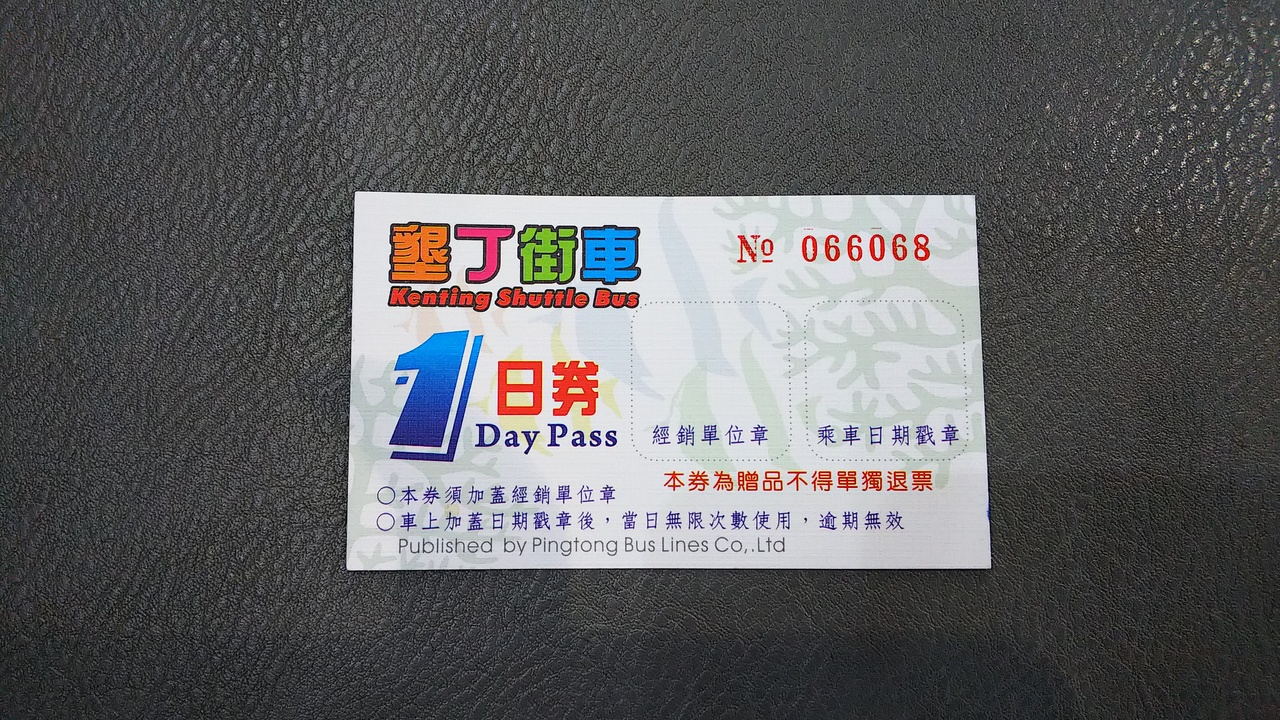 墾丁街車
Kenting Shuttle Bus
№ 066068
1日券
Day Pass
經銷單位章
乘車日期戳章
本券為贈品不得單獨退票
○本券須加蓋經銷單位章
○車上加蓋日期戳章後，當日無限次數使用，逾期無效
Published by Pingtong Bus Lines Co,.Ltd